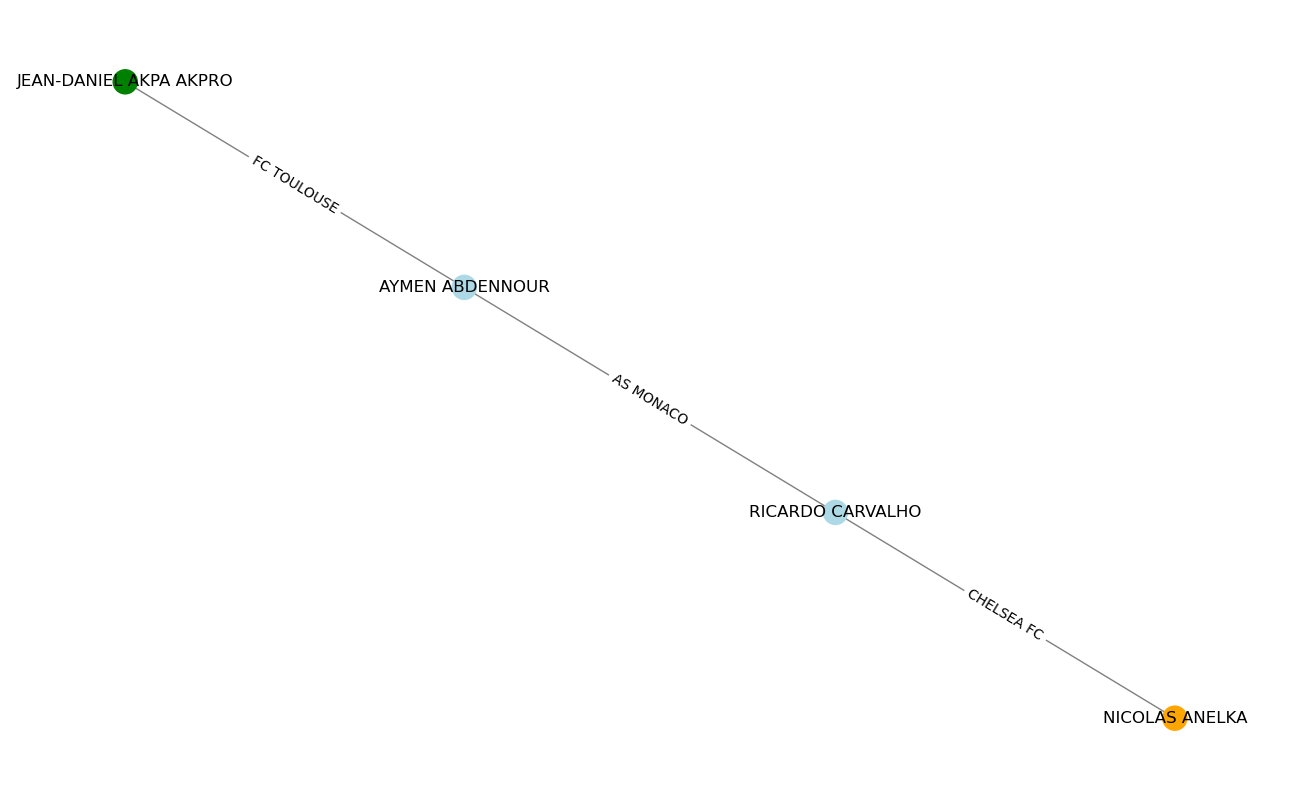 JEAN-DANIEL AKPA AKPRO
FC TOULOUSE
AYMEN ABDENNOUR
AS MONACO
RICARDO CARVALHO
CHELSEA FC
NICOLAS ANELKA